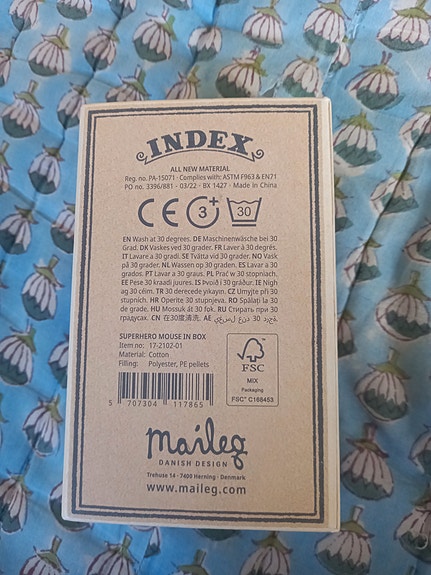 INDEX
ALL NEW MATERIAL
Reg. no. PA-15071 · Complies with: ASTM F963 & EN71
PO no. 3396/881 - 03/22 · BX 1427 · Made in China
CE 3+ 30
EN Wash at 30 degrees. DE Maschinenwäsche bei 30
Grad. DK Vaskes ved 30 grader. FR Laver à 30 degrés.
IT Lavare a 30 gradi. SE Tvätta vid 30 grader. NO Vask
på 30 grader. NL Wassen op 30 graden. ES Lavar a 30
grados. PT Lavar a 30 graus. PL Prać w 30 stopniach.
EE Pese 30 kraadi juures. IS Þvoið í 30 gráður. IE Nigh
ag 30 céim. TR 30 derecede yıkayın. CZ Umyjte při 30
stupních. HR Operite 30 stupnjeva. RO Spălați la 30
de grade. HU Mossuk át 30 fok. RU Стирать при 30
градусах. CN 在30度清洗. AE 30
SUPERHERO MOUSE IN BOX
Item no: 17-2102-01
Material: Cotton
Filling: Polyester, PE pellets
5 707304 117865
FSC
MIX
Packaging
FSC™ C168453
maileg
DANISH DESIGN
Trehuse 14 · 7400 Herning · Denmark
www.maileg.com